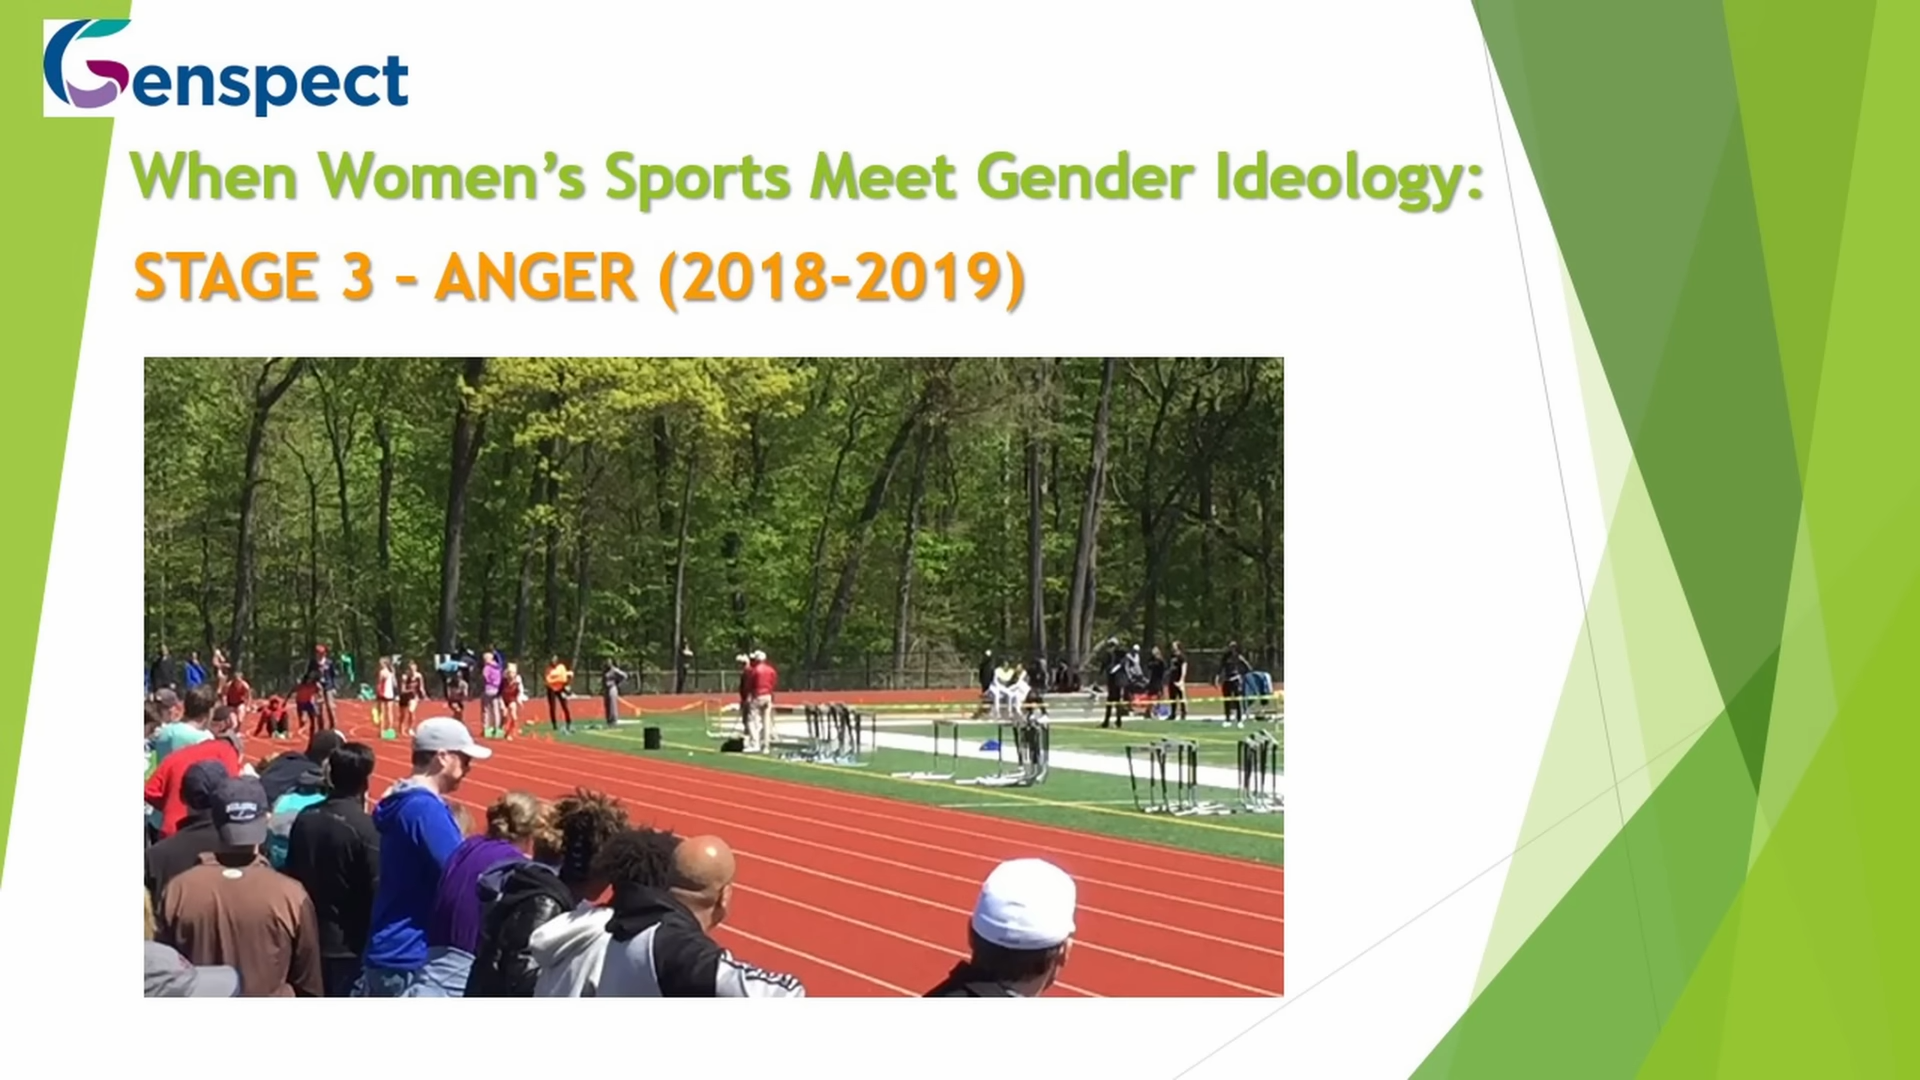 Genspect
When Women’s Sports Meet Gender Ideology:
STAGE 3 – ANGER (2018-2019)